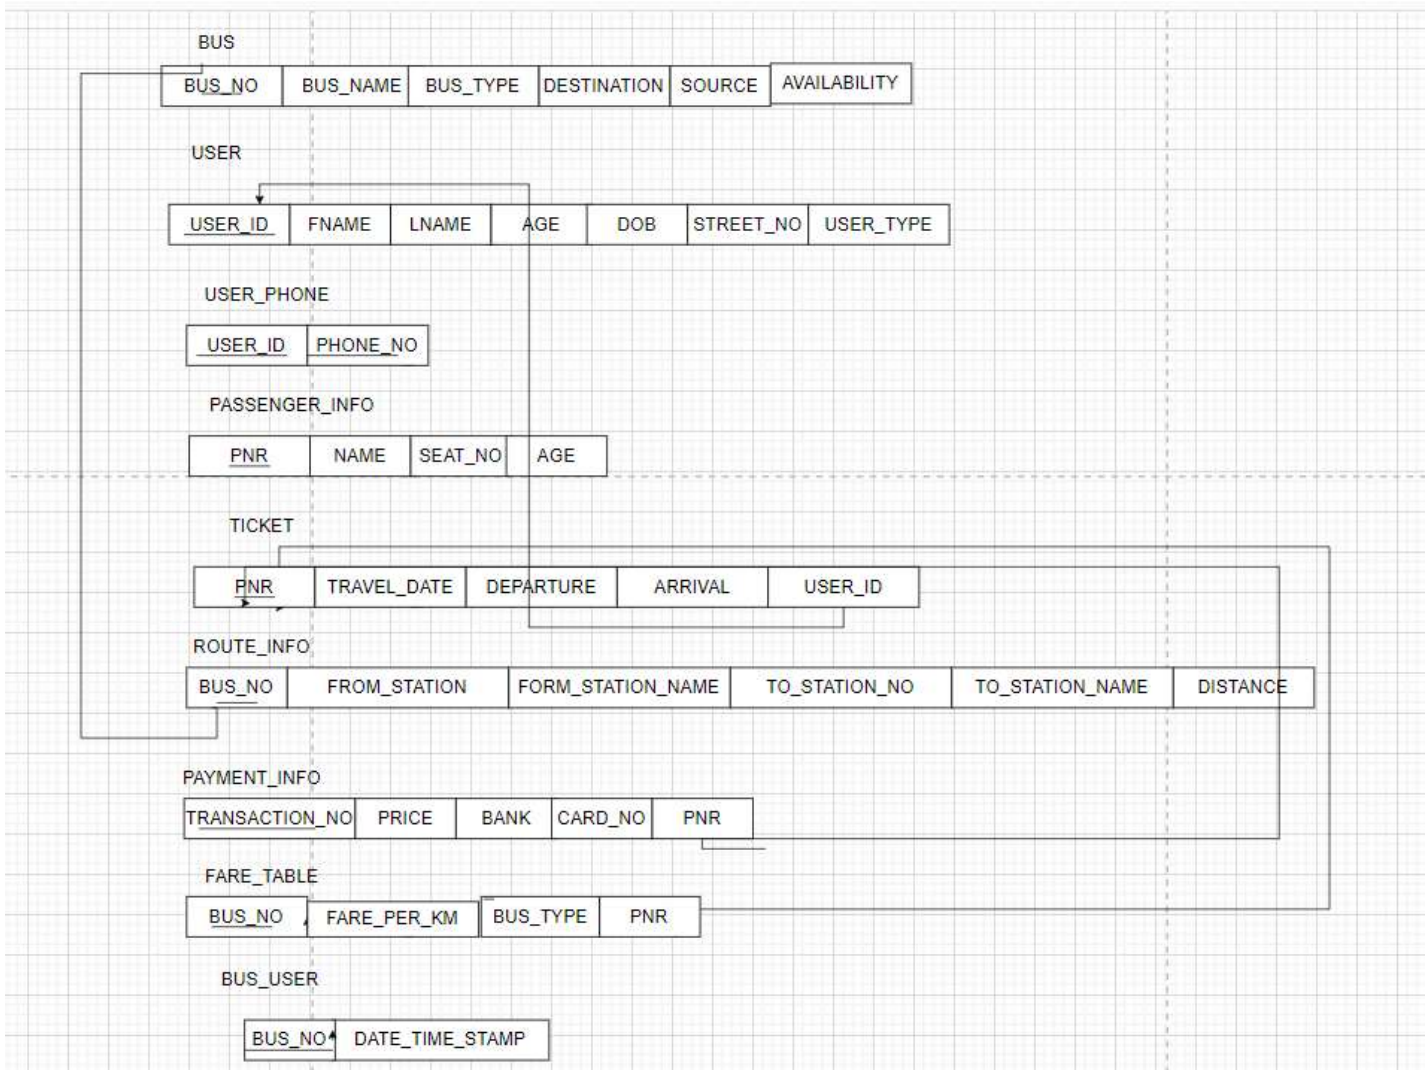 BUS
BUS_NO BUS_NAME BUS_TYPE DESTINATION SOURCE AVAILABILITY
USER
USER_ID FNAME LNAME AGE DOB STREET_NO USER_TYPE
USER_PHONE
USER_ID PHONE_NO
PASSENGER_INFO
PNR NAME SEAT_NO AGE
TICKET
PNR TRAVEL_DATE DEPARTURE ARRIVAL USER_ID
ROUTE_INFO
BUS_NO FROM_STATION FORM_STATION_NAME TO_STATION_NO TO_STATION_NAME DISTANCE
PAYMENT_INFO
TRANSACTION_NO PRICE BANK CARD_NO PNR
FARE_TABLE
BUS_NO FARE_PER_KM BUS_TYPE PNR
BUS_USER
BUS_NO DATE_TIME_STAMP